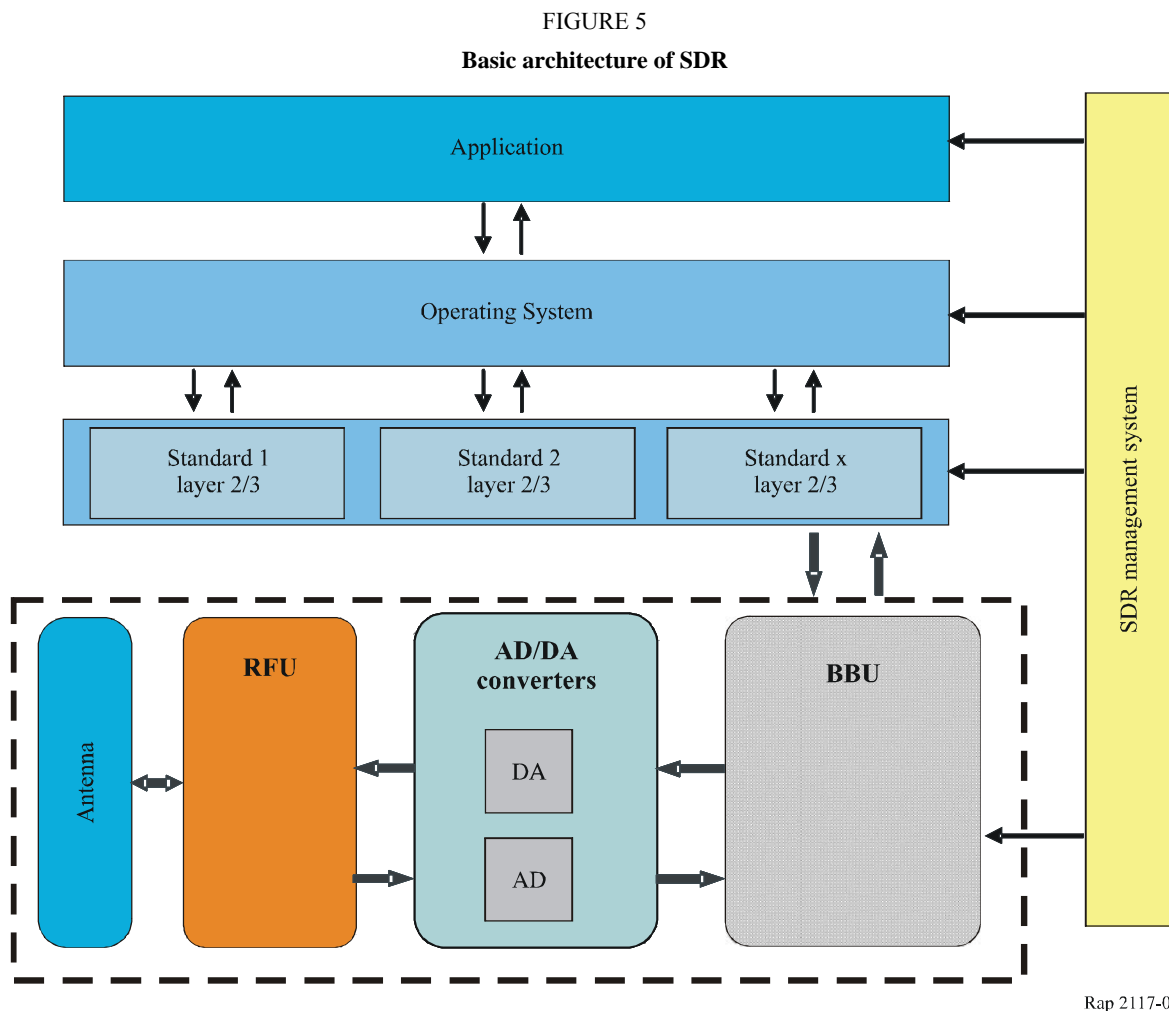 FIGURE 5
Basic architecture of SDR
Application
Operating System
Standard 1
layer 2/3
Standard 2
layer 2/3
Standard x
layer 2/3
SDR management system
Antenna
RFU
AD/DA
converters
DA
AD
BBU
Rap 2117-0